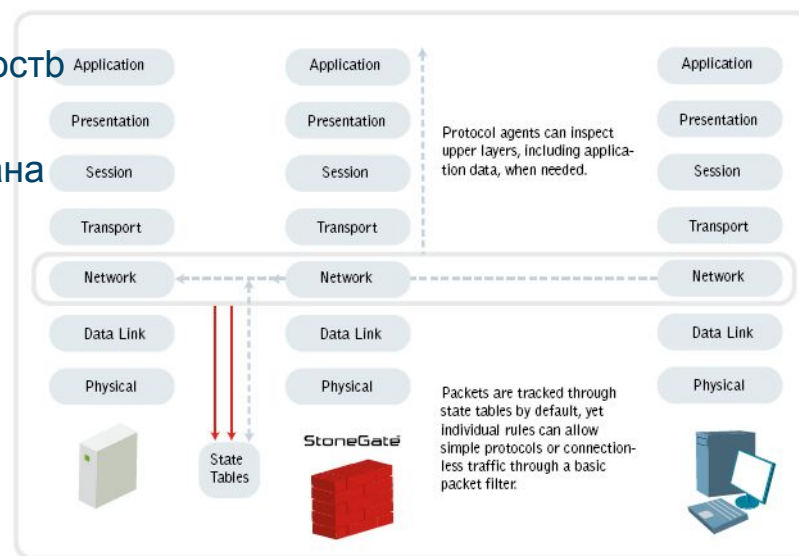 ость
ана
Application
Application
Application
Presentation
Presentation
Presentation
Protocol agents can inspect
upper layers, including applica-
tion data, when needed.
Session
Session
Session
Transport
Transport
Transport
Network
Network
Network
Data Link
Data Link
Data Link
Physical
Physical
Physical
Packets are tracked through
state tables by default, yet
individual rules can allow
simple protocols or connection-
less traffic through a basic
packet filter.
StoneGate
State
Tables